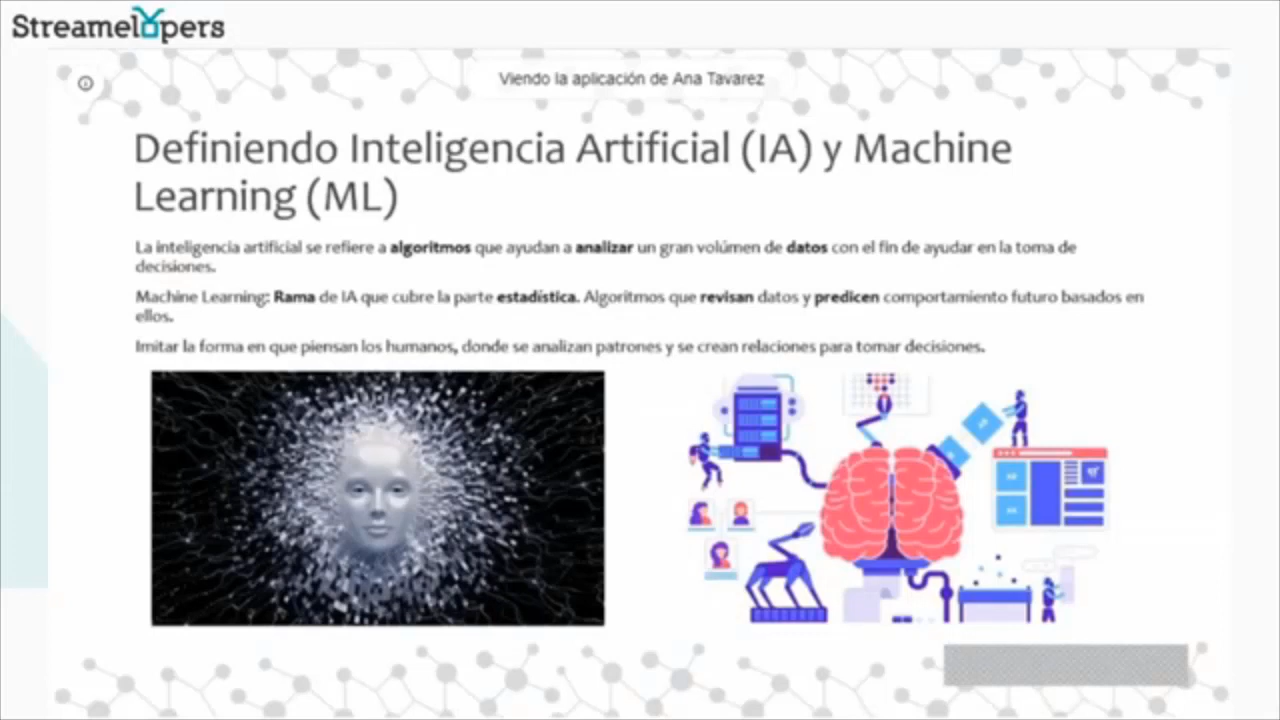 Streamelopers
Viendo la aplicación de Ana Tavarez
Definiendo Inteligencia Artificial (IA) y Machine
Learning (ML)
La inteligencia artificial se refiere a algoritmos que ayudan a analizar un gran volúmen de datos con el fin de ayudar en la toma de
decisiones.
Machine Learning: Rama de IA que cubre la parte estadística. Algoritmos que revisan datos y predicen comportamiento futuro basados en
ellos.
Imitar la forma en que piensan los humanos, donde se analizan patrones y se crean relaciones para tomar decisiones.